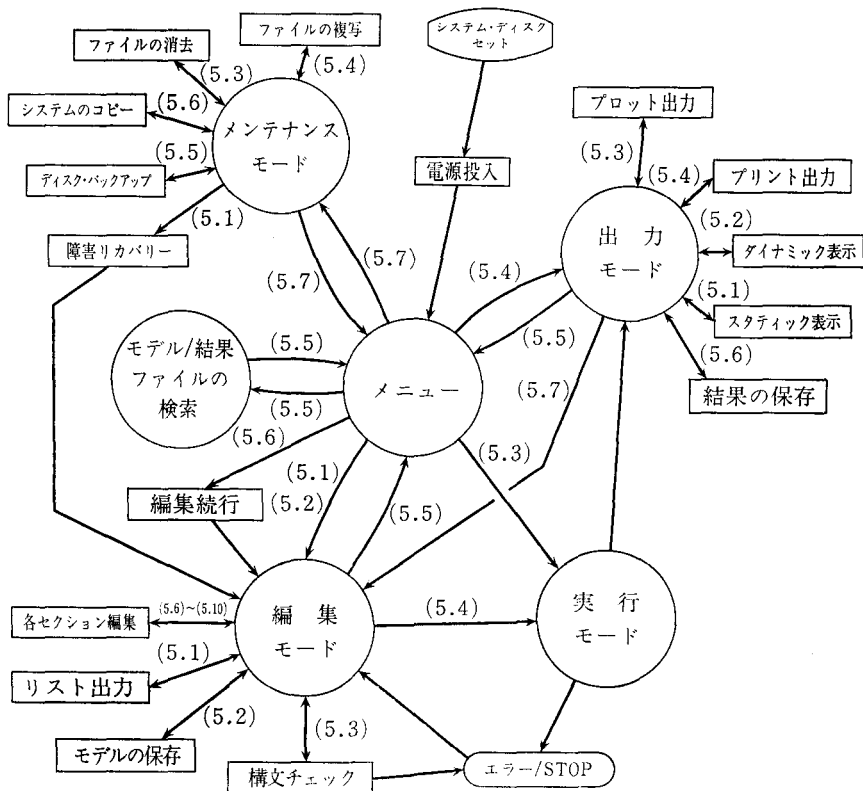 ファイルの消去
ファイルの複写
システム・ディスク
セット
(5.3)
(5.4)
システムのコピー
(5.6)
メンテナンス
モード
(5.5)
ディスク・バックアップ
(5.1)
障害リカバリー
電源投入
プロット出力
(5.3)
(5.4)
プリント出力
出力
モード
(5.2)
ダイナミック表示
(5.1)
スタティック表示
(5.6)
結果の保存
(5.7)
(5.7)
(5.4)
(5.5)
(5.7)
モデル/結果
ファイルの
検索
(5.5)
(5.5)
メニュー
(5.6)
(5.1)
(5.2)
(5.3)
編集続行
(5.5)
編集
モード
(5.4)
実行
モード
各セクション編集
(5.6)~(5.10)
(5.1)
リスト出力
(5.2)
モデルの保存
(5.3)
構文チェック
エラー/STOP